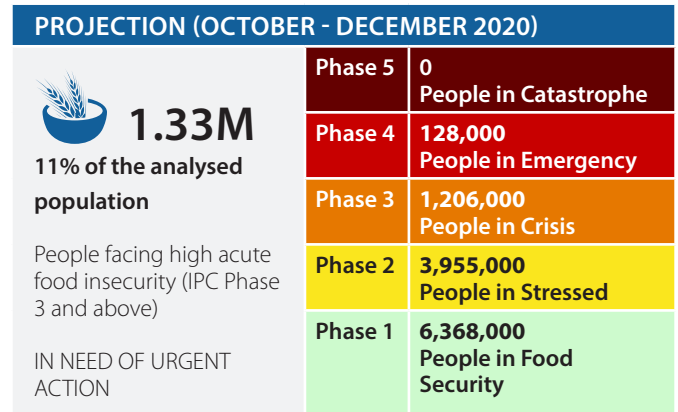 PROJECTION (OCTOBER - DECEMBER 2020)
1.33M
11% of the analysed
population
People facing high acute
food insecurity (IPC Phase
3 and above)
IN NEED OF URGENT
ACTION
Phase 5
0
People in Catastrophe
Phase 4
128,000
People in Emergency
Phase 3
1,206,000
People in Crisis
Phase 2
3,955,000
People in Stressed
Phase 1
6,368,000
People in Food
Security